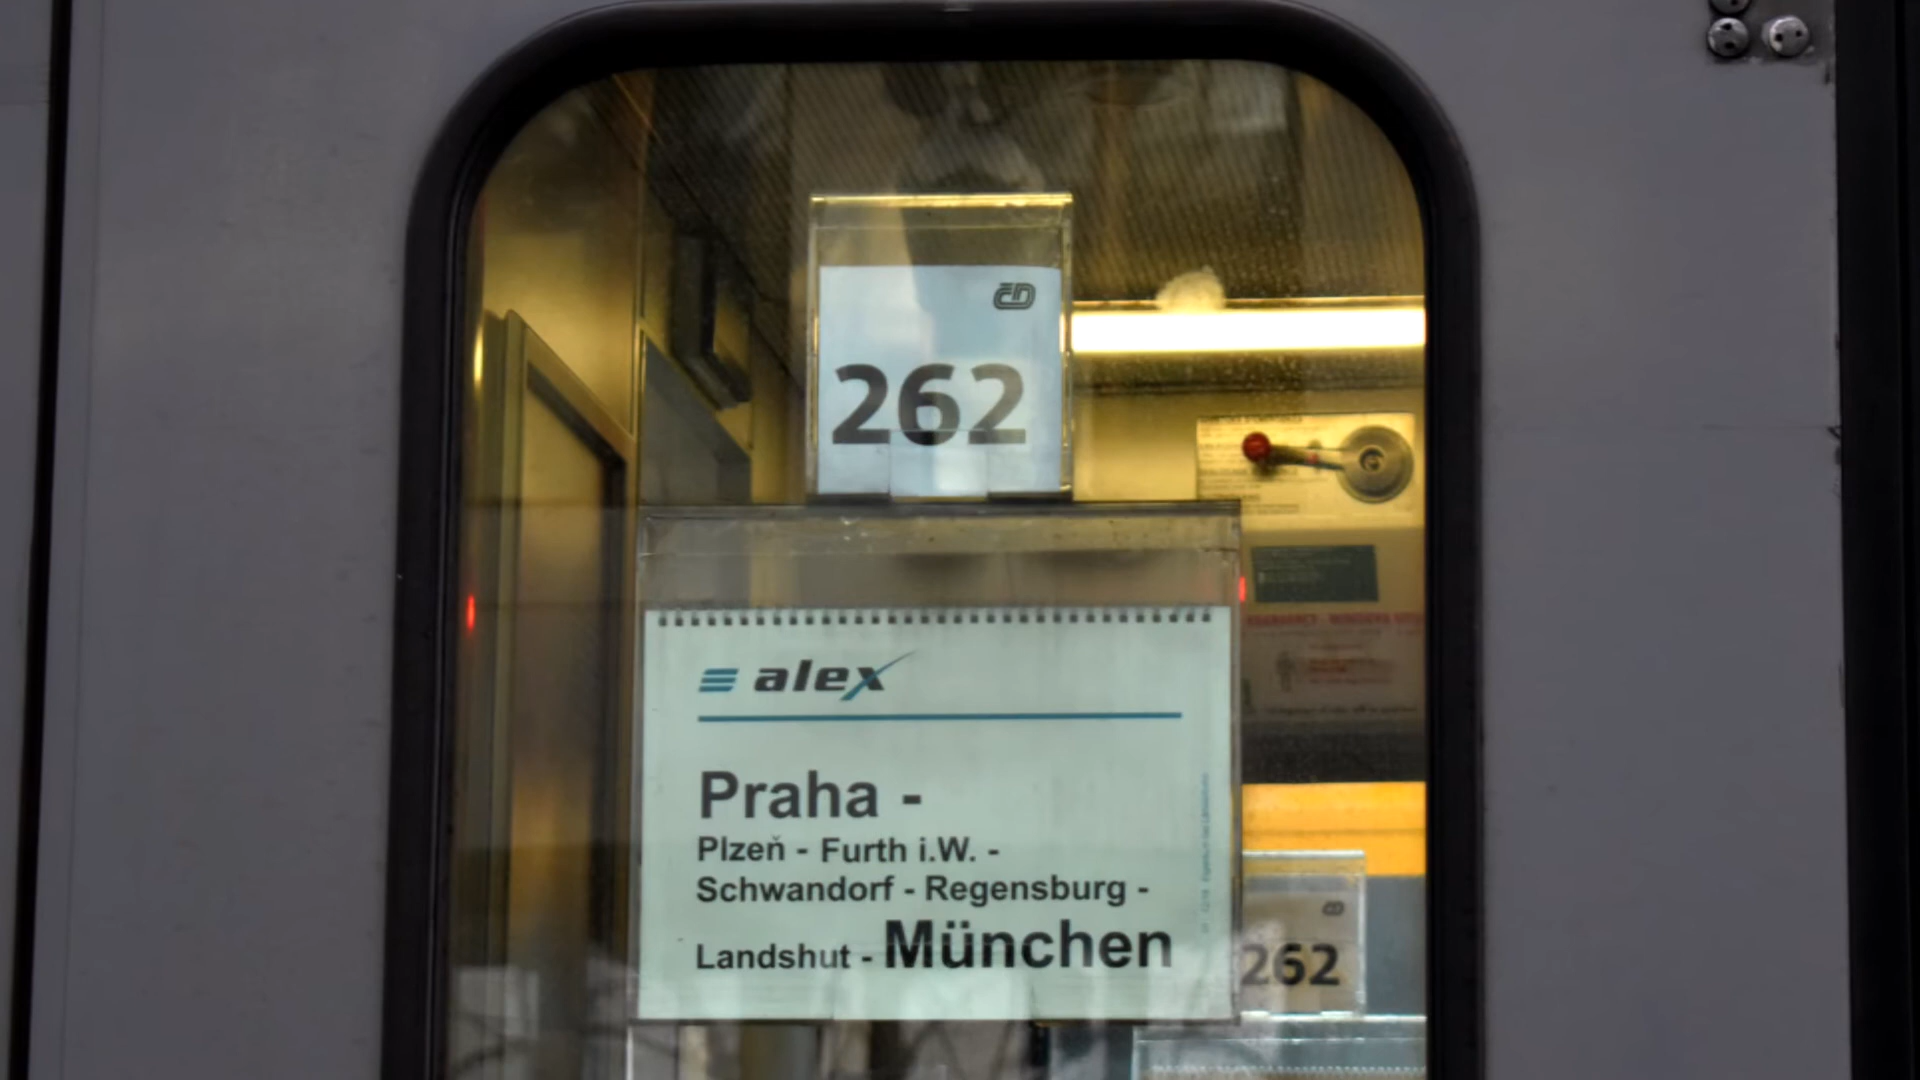 ČD
262
alex
Praha -
Plzeň - Furth i.W. -
Schwandorf - Regensburg -
Landshut - München
262